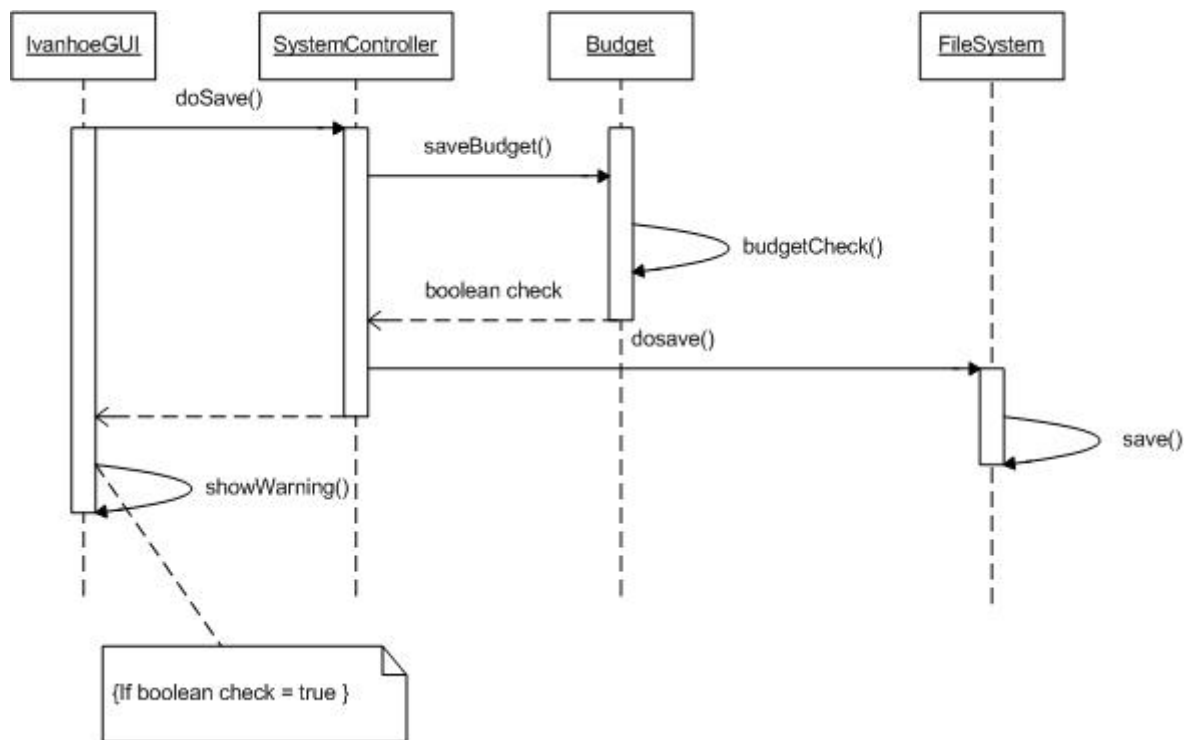 IvanhoeGUI
SystemController
Budget
FileSystem
doSave()
saveBudget()
budgetCheck()
boolean check
dosave()
save()
showWarning()
{If boolean check = true }